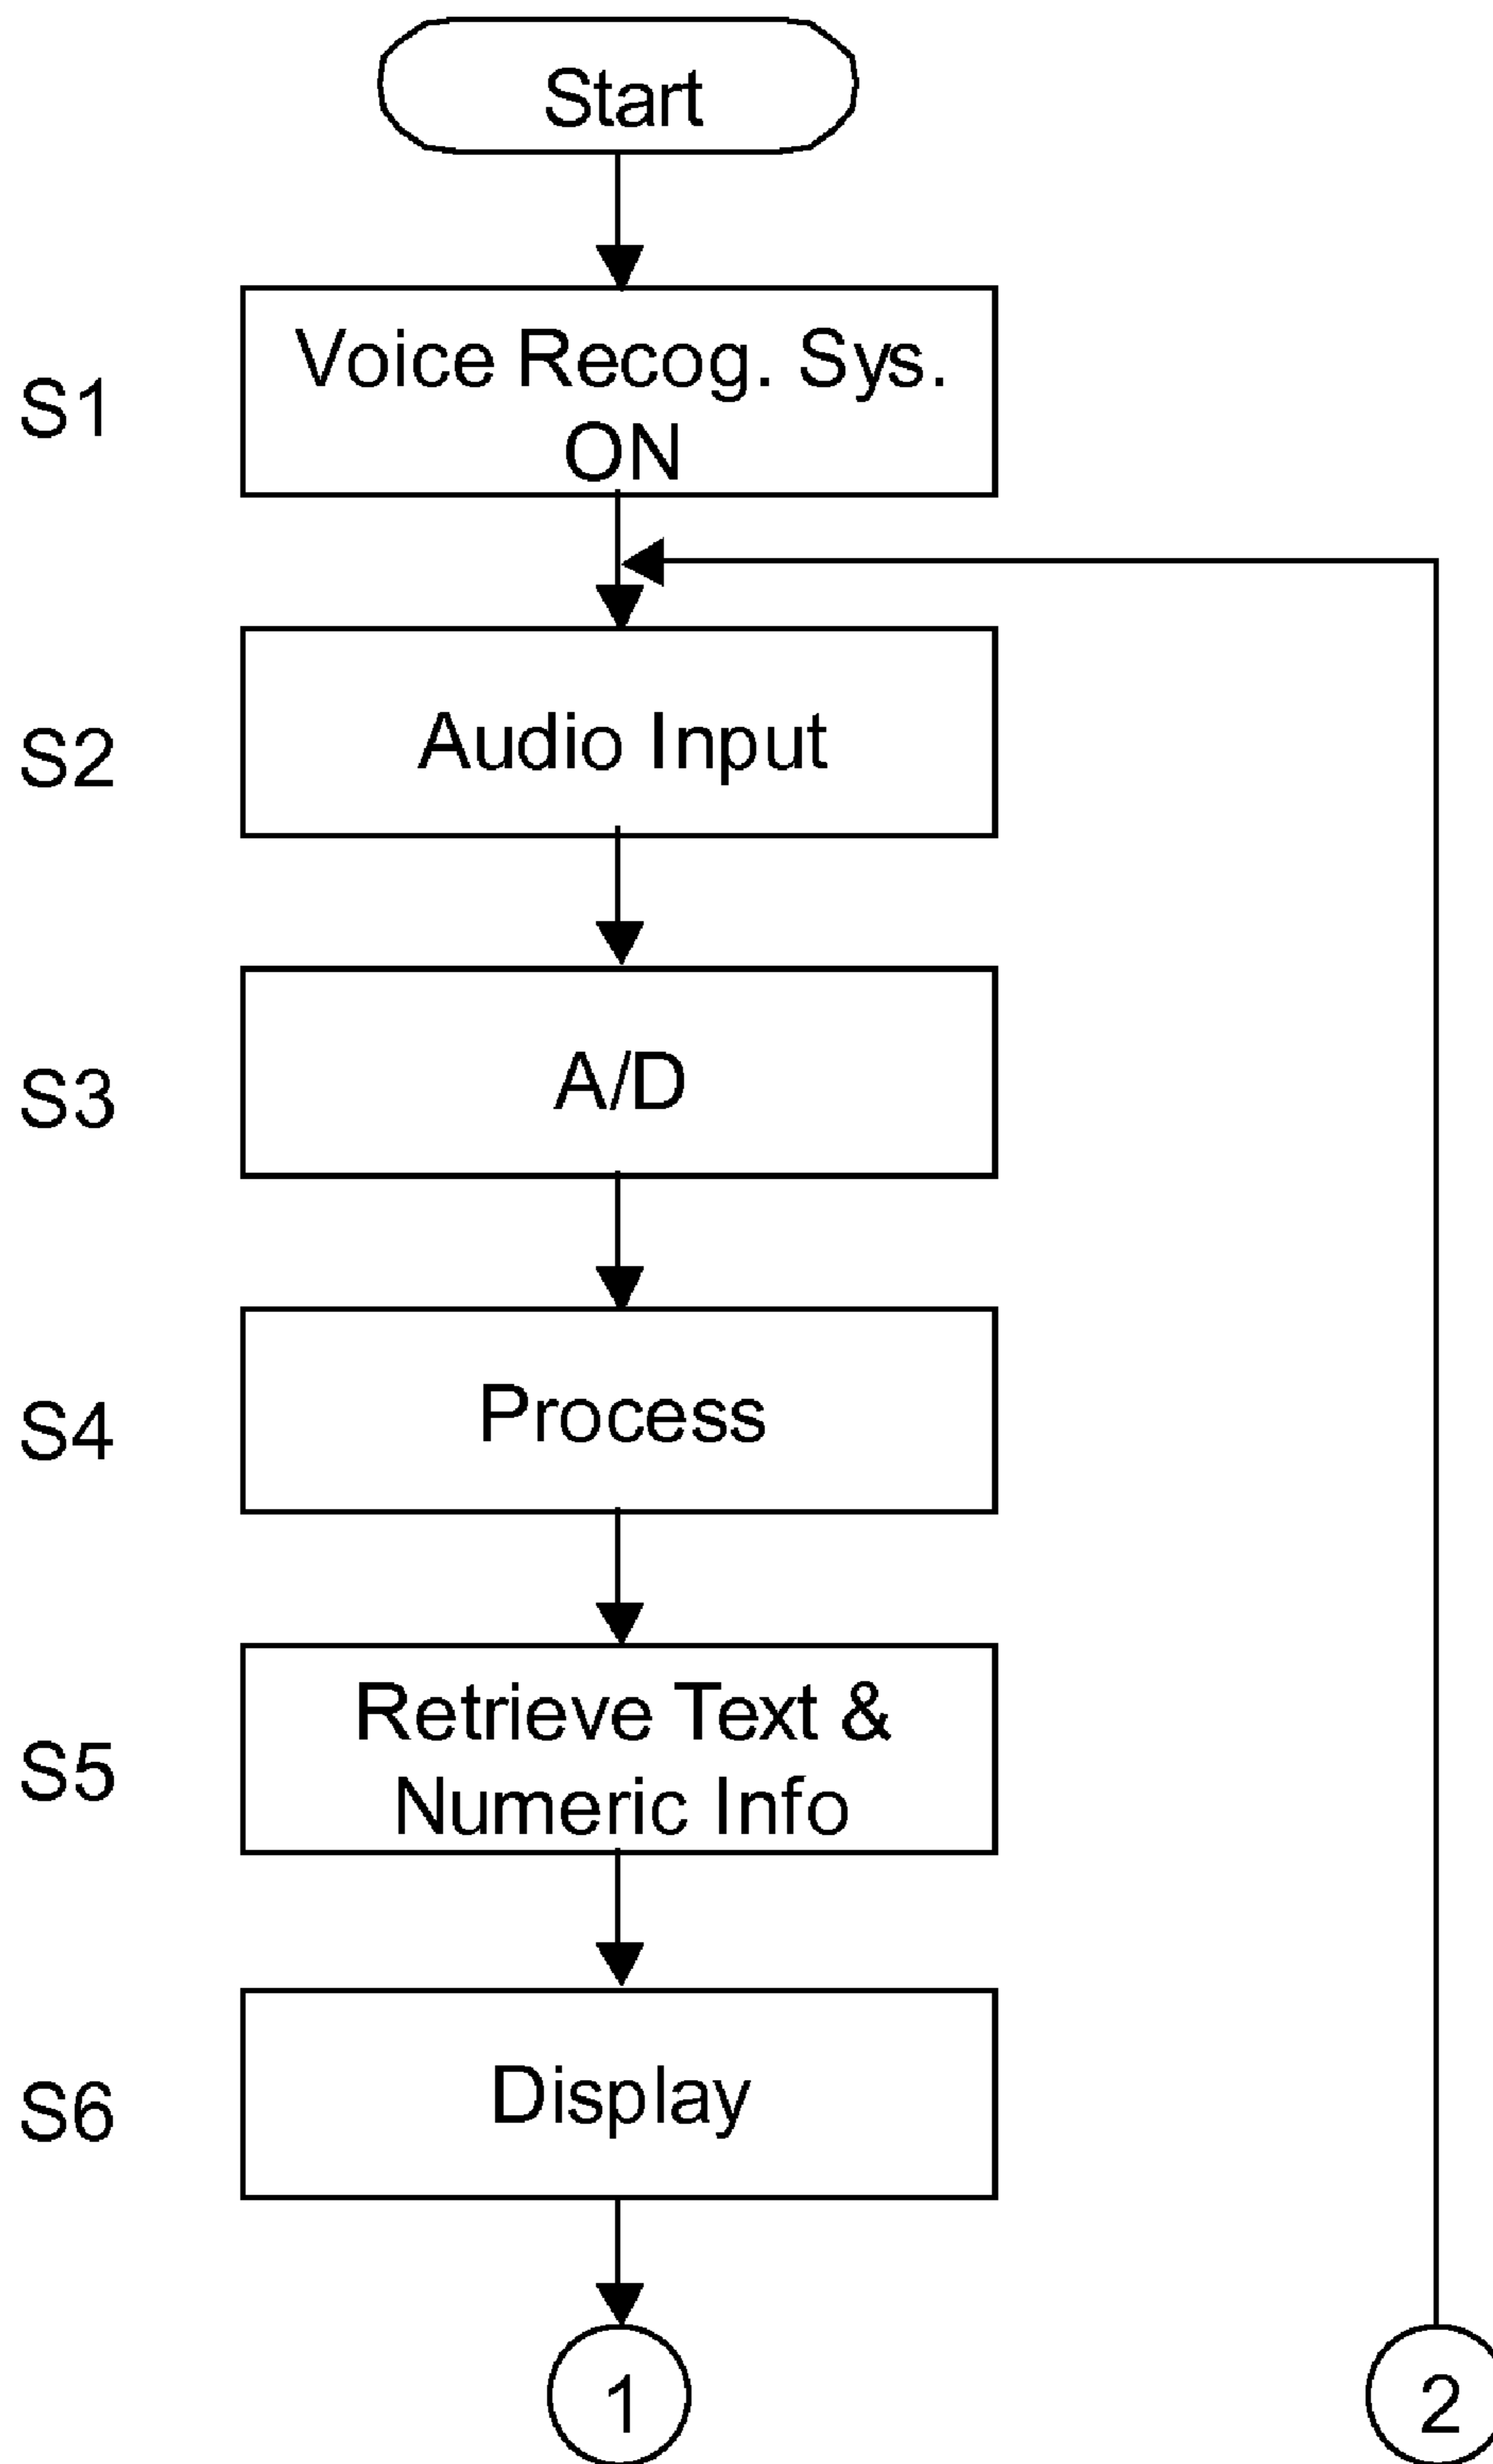 Start
S1
Voice Recog. Sys.
ON
S2
Audio Input
S3
A/D
S4
Process
S5
Retrieve Text &
Numeric Info
S6
Display
1
2